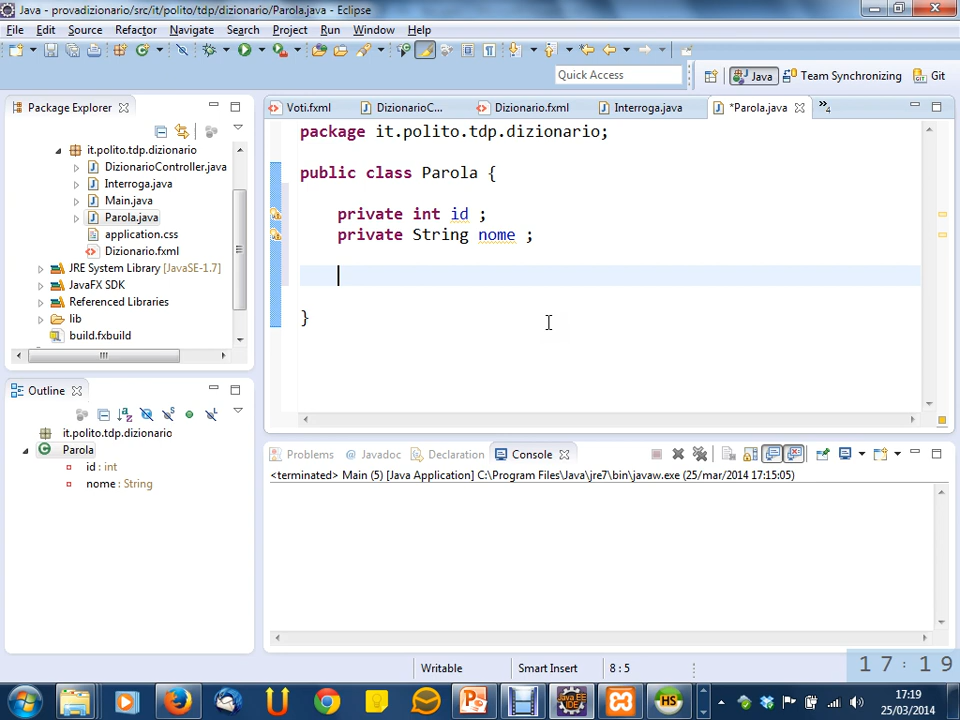 Java - provadizionario/src/it/polito/tdp/dizionario/Parola.java - Eclipse
File Edit Source Refactor Navigate Search Project Run Window Help
Quick Access
Java
Team Synchronizing
Git
Package Explorer
it.polito.tdp.dizionario
DizionarioController.java
Interroga.java
Main.java
Parola.java
application.css
Dizionario.fxml
JRE System Library [JavaSE-1.7]
JavaFX SDK
Referenced Libraries
lib
build.fxbuild
Outline
it.polito.tdp.dizionario
Parola
id : int
nome : String
Voti.fxml
DizionarioC...
Dizionario.fxml
Interroga.java
*Parola.java
»4
package it.polito.tdp.dizionario;
public class Parola {
private int id ;
private String nome ;
}
Problems
@ Javadoc
Declaration
Console
<terminated> Main (5) [Java Application] C:\Program Files\Java\jre7\bin\javaw.exe (25/mar/2014 17:15:05)
Writable
Smart Insert
8 : 5
17:19
17:19
25/03/2014